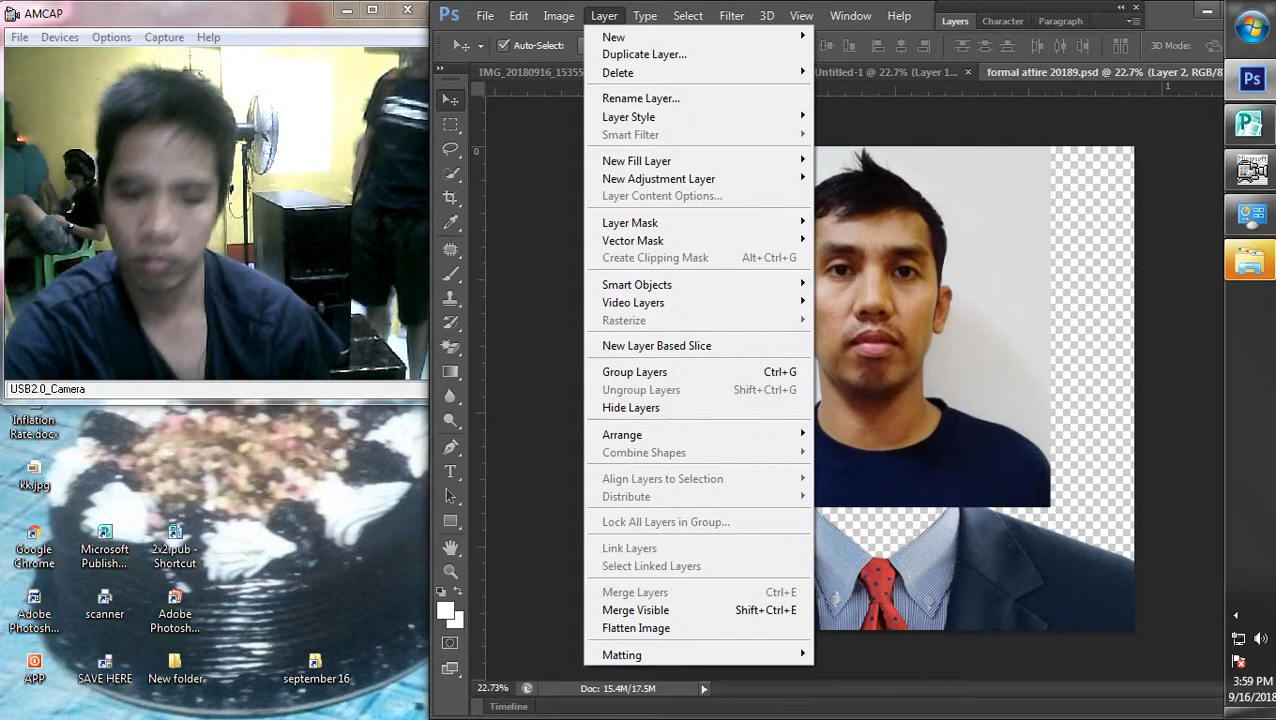 AMCAP
File Devices Options Capture Help
USB2.0_Camera
Ps File Edit Image Layer Type Select Filter 3D View Window Help
Layers Character Paragraph
Auto-Select:
3D Mode:
IMG_20180916_15355
Untitled-1 @ 22.7% (Layer 1...
formal attire 20189.psd @ 22.7% (Layer 2, RGB/8
New
Duplicate Layer...
Delete
Rename Layer...
Layer Style
Smart Filter
New Fill Layer
New Adjustment Layer
Layer Content Options...
Layer Mask
Vector Mask
Create Clipping Mask Alt+Ctrl+G
Smart Objects
Video Layers
Rasterize
New Layer Based Slice
Group Layers Ctrl+G
Ungroup Layers Shift+Ctrl+G
Hide Layers
Arrange
Combine Shapes
Align Layers to Selection
Distribute
Lock All Layers in Group...
Link Layers
Select Linked Layers
Merge Layers Ctrl+E
Merge Visible Shift+Ctrl+E
Flatten Image
Matting
22.73% Doc: 15.4M/17.5M
Timeline
1
0
Inflation
Rate.docx
kk.jpg
Google
Chrome
Microsoft
Publish...
2x2.pub -
Shortcut
Adobe
Photosh...
scanner
Adobe
Photosh...
APP
SAVE HERE
New folder
september 16
Ps
3:59 PM
9/16/2018